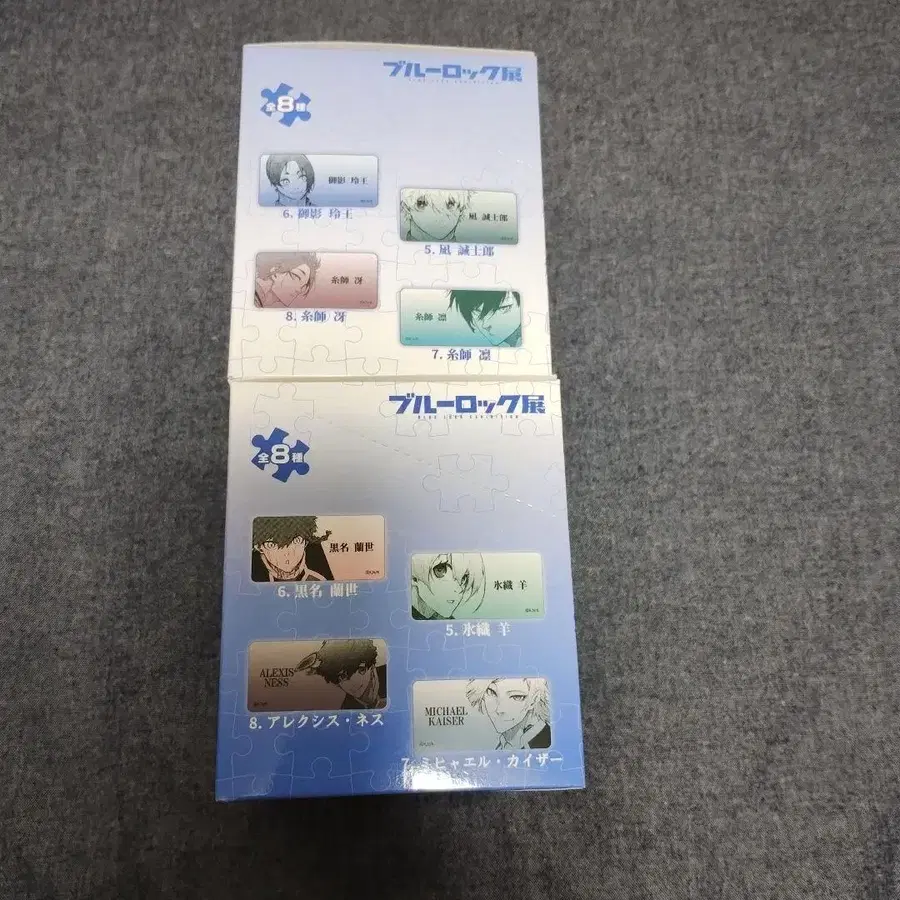 ブルーロック展
BLUE LOCK EXHIBITION
全8種
御影 玲王
6. 御影 玲王
凪 誠士郎
5. 凪 誠士郎
糸師 冴
8. 糸師 冴
糸師 凛
7. 糸師 凛
ブルーロック展
BLUE LOCK EXHIBITION
全8種
黒名 蘭世
6. 黒名 蘭世
氷織 羊
5. 氷織 羊
ALEXIS
NESS
8. アレクシス・ネス
MICHAEL
KAISER
7. ミヒャエル・カイザー